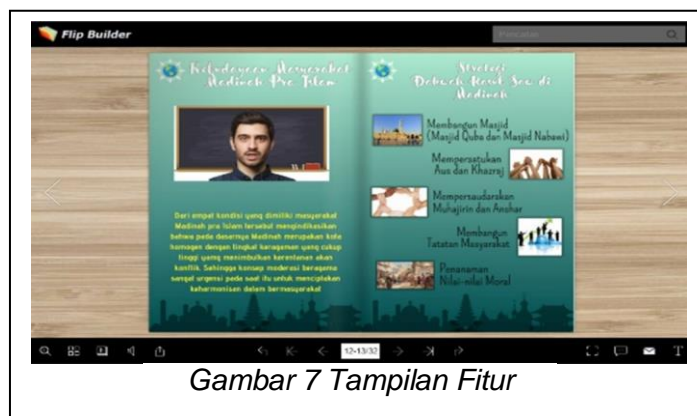 Flip Builder
Pencarian
Kebudayaan Masyarakat
Madinah Pra Islam
Dari empat kondisi yang dimiliki masyarakat
Madinah pra Islam tersebut mengindikasikan
bahwa pada dasarnya Madinah merupakan kota
homogen dengan tingkat keragaman yang cukup
tinggi yang menimbulkan kerentanan akan
konflik. Sehingga konsep moderasi beragama
sangat urgensi pada saat itu untuk menciptakan
keharmonisan dalam bermasyarakat
Strategi
Dakwah Rasul Saw di
Madinah
Membangun Masjid
(Masjid Quba dan Masjid Nabawi)
Mempersatukan
Aus dan Khazraj
Mempersaudarakan
Muhajirin dan Anshar
Membangun
Tatatan Masyarakat
Penanaman
Nilai-nilai Moral
12-13/32
T
Gambar 7 Tampilan Fitur